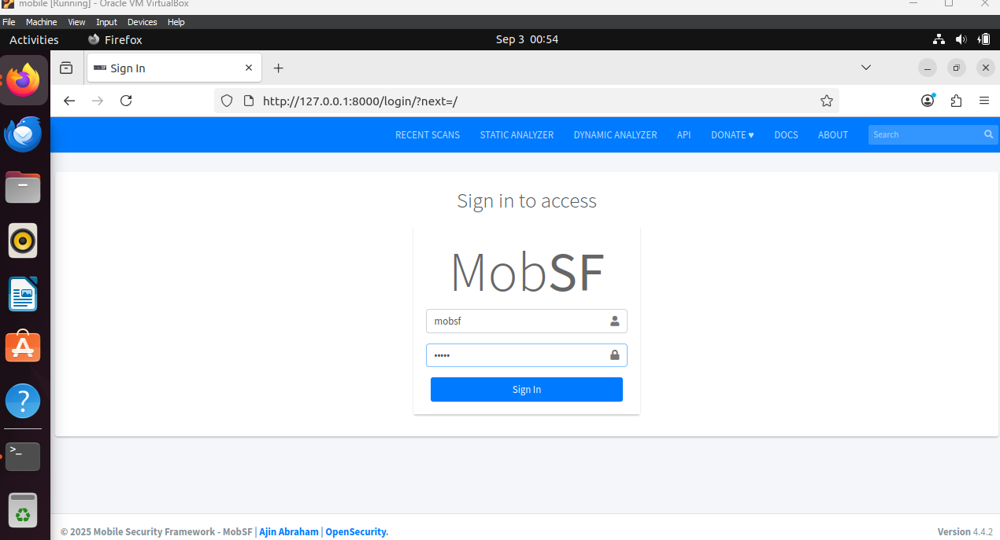 mobile [Running] - Oracle VM VirtualBox
File Machine View Input Devices Help
Activities Firefox Sep 3 00:54
Sign In
http://127.0.0.1:8000/login/?next=/
RECENT SCANS STATIC ANALYZER DYNAMIC ANALYZER API DONATE ♥ DOCS ABOUT Search
Sign in to access
MobSF
mobsf
•••••
Sign In
© 2025 Mobile Security Framework - MobSF | Ajin Abraham | OpenSecurity.
Version 4.4.2